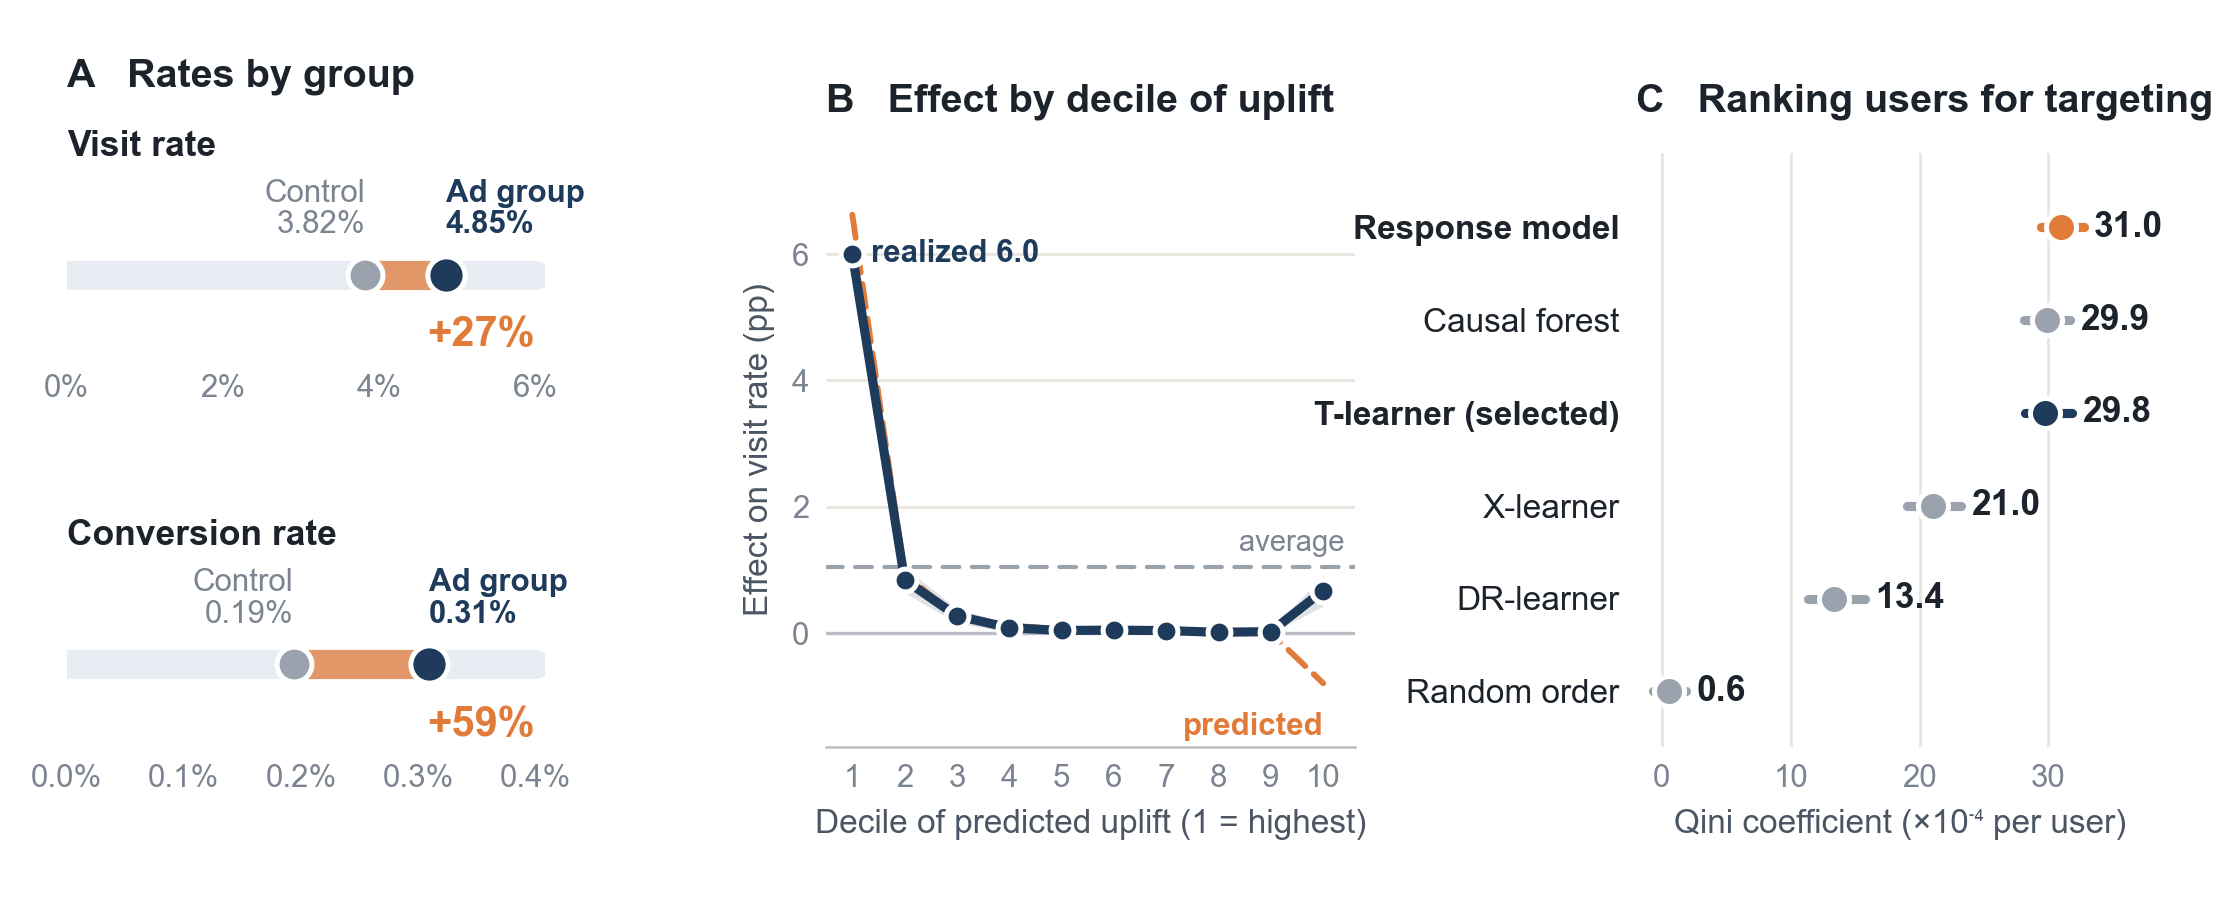 A Rates by group
Visit rate
Control
3.82%
Ad group
4.85%
+27%
0% 2% 4% 6%
Conversion rate
Control
0.19%
Ad group
0.31%
+59%
0.0% 0.1% 0.2% 0.3% 0.4%
B Effect by decile of uplift
Effect on visit rate (pp)
6
4
2
0
realized 6.0
average
predicted
1 2 3 4 5 6 7 8 9 10
Decile of predicted uplift (1 = highest)
C Ranking users for targeting
Response model 31.0
Causal forest 29.9
T-learner (selected) 29.8
X-learner 21.0
DR-learner 13.4
Random order 0.6
0 10 20 30
Qini coefficient (×10⁻⁴ per user)